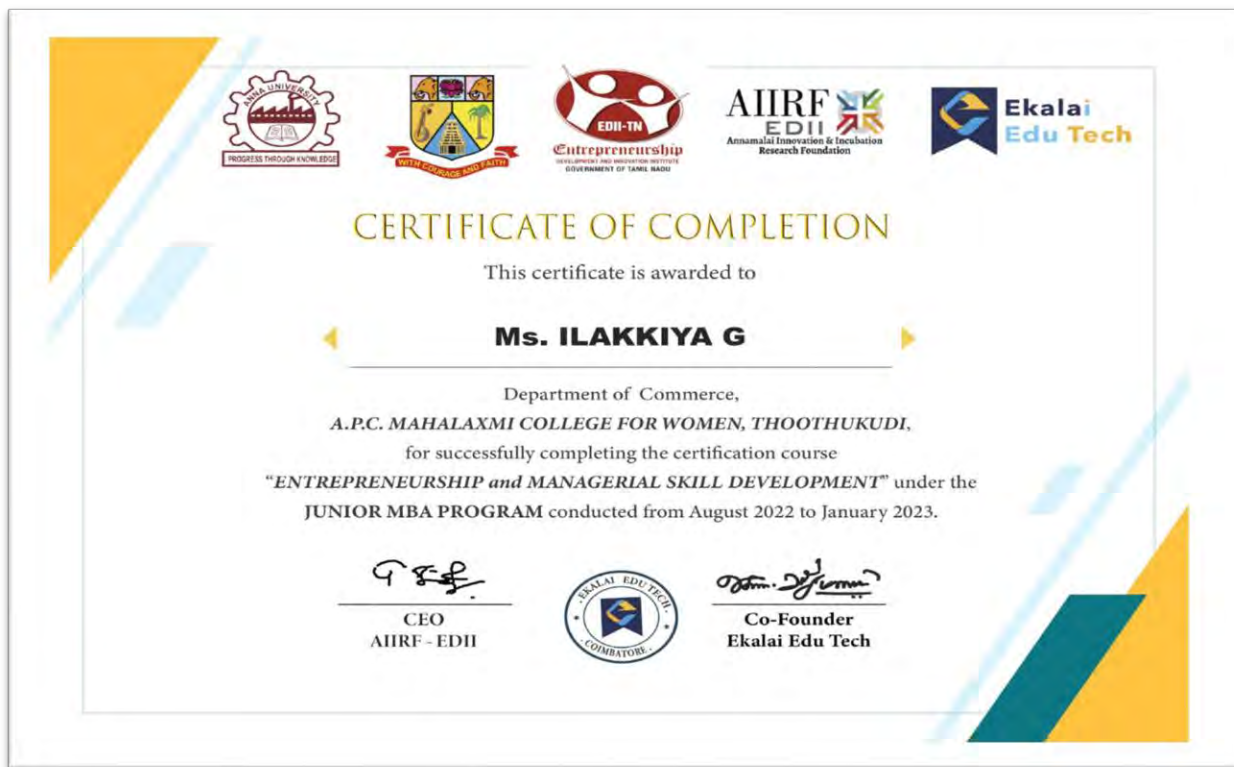 ANNA UNIVERSITY
PROGRESS THROUGH KNOWLEDGE
WITH COURAGE AND FAITH
EDII-TN
Entrepreneurship
DEVELOPMENT AND INNOVATION INSTITUTE
GOVERNMENT OF TAMIL NADU
AIIRF
EDII
Annamalai Innovation & Incubation
Research Foundation
Ekalai
Edu Tech
CERTIFICATE OF COMPLETION
This certificate is awarded to
Ms. ILAKKIYA G
Department of Commerce,
A.P.C. MAHALAXMI COLLEGE FOR WOMEN, THOOTHUKUDI,
for successfully completing the certification course
“ENTREPRENEURSHIP and MANAGERIAL SKILL DEVELOPMENT” under the
JUNIOR MBA PROGRAM conducted from August 2022 to January 2023.
CEO
AIIRF - EDII
EKALAI EDU TECH
COIMBATORE
Co-Founder
Ekalai Edu Tech